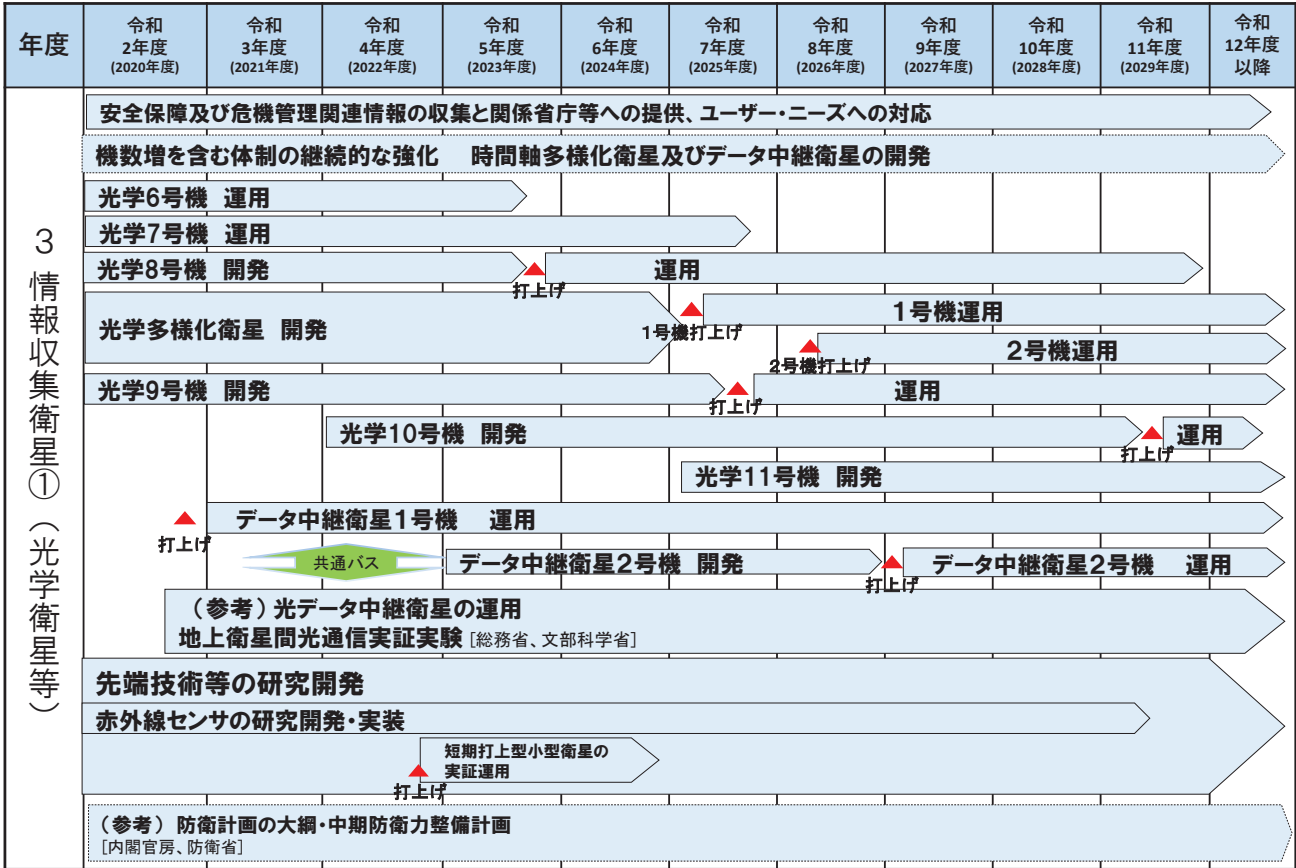 年度
令和
2年度
(2020年度)
令和
3年度
(2021年度)
令和
4年度
(2022年度)
令和
5年度
(2023年度)
令和
6年度
(2024年度)
令和
7年度
(2025年度)
令和
8年度
(2026年度)
令和
9年度
(2027年度)
令和
10年度
(2028年度)
令和
11年度
(2029年度)
令和
12年度
以降
3 情報収集衛星①(光学衛星等)
安全保障及び危機管理関連情報の収集と関係省庁等への提供、ユーザー・ニーズへの対応
機数増を含む体制の継続的な強化 時間軸多様化衛星及びデータ中継衛星の開発
光学6号機 運用
光学7号機 運用
光学8号機 開発
打上げ
運用
光学多様化衛星 開発
1号機打上げ
1号機運用
2号機打上げ
2号機運用
光学9号機 開発
打上げ
運用
光学10号機 開発
打上げ
運用
光学11号機 開発
打上げ
データ中継衛星1号機 運用
共通バス
データ中継衛星2号機 開発
打上げ
データ中継衛星2号機 運用
(参考)光データ中継衛星の運用
地上衛星間光通信実証実験 [総務省、文部科学省]
先端技術等の研究開発
赤外線センサの研究開発・実装
打上げ
短期打上型小型衛星の
実証運用
(参考) 防衛計画の大綱・中期防衛力整備計画
[内閣官房、防衛省]